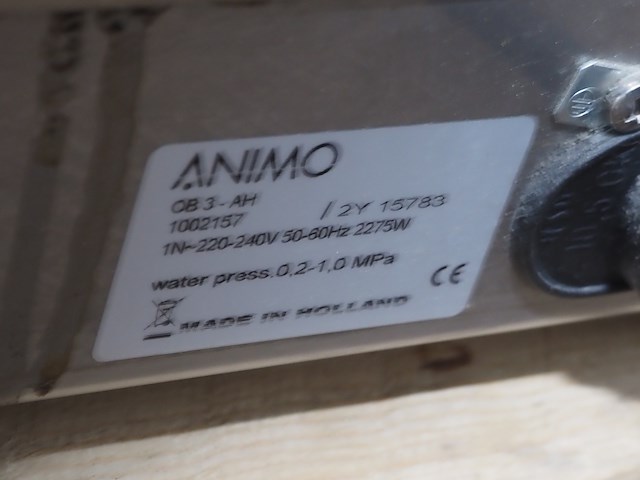 ANIMO
OB 3 - AH
1002157 / 2Y 15783
1N~220-240V 50-60Hz 2275W
water press.0,2-1,0 MPa
CE
MADE IN HOLLAND